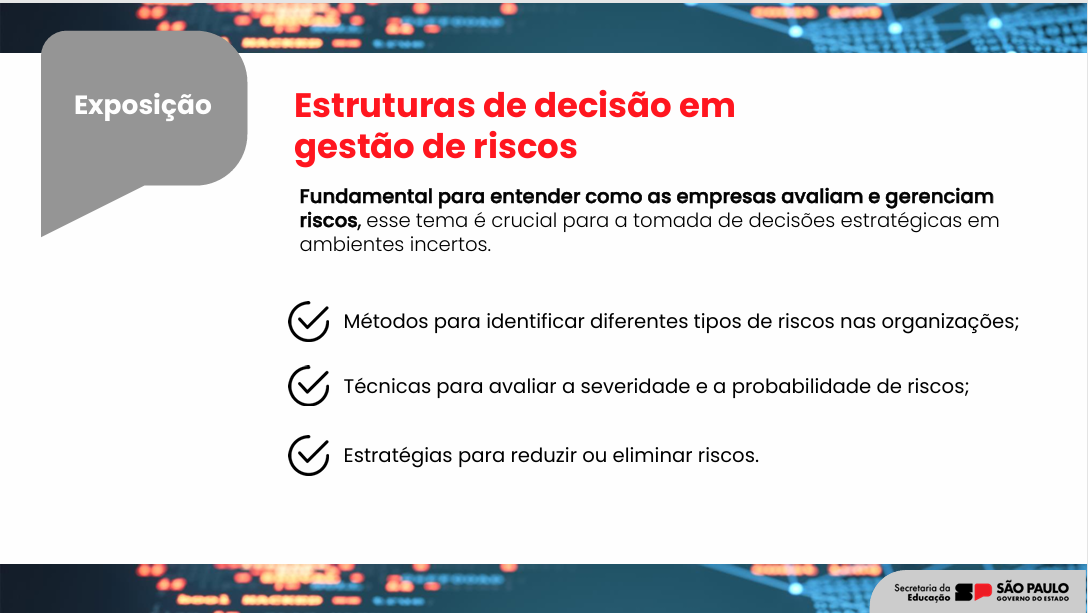 Exposição
Estruturas de decisão em
gestão de riscos
Fundamental para entender como as empresas avaliam e gerenciam
riscos, esse tema é crucial para a tomada de decisões estratégicas em
ambientes incertos.
Métodos para identificar diferentes tipos de riscos nas organizações;
Técnicas para avaliar a severidade e a probabilidade de riscos;
Estratégias para reduzir ou eliminar riscos.
Secretaria da
Educação
SÃO PAULO
GOVERNO DO ESTADO